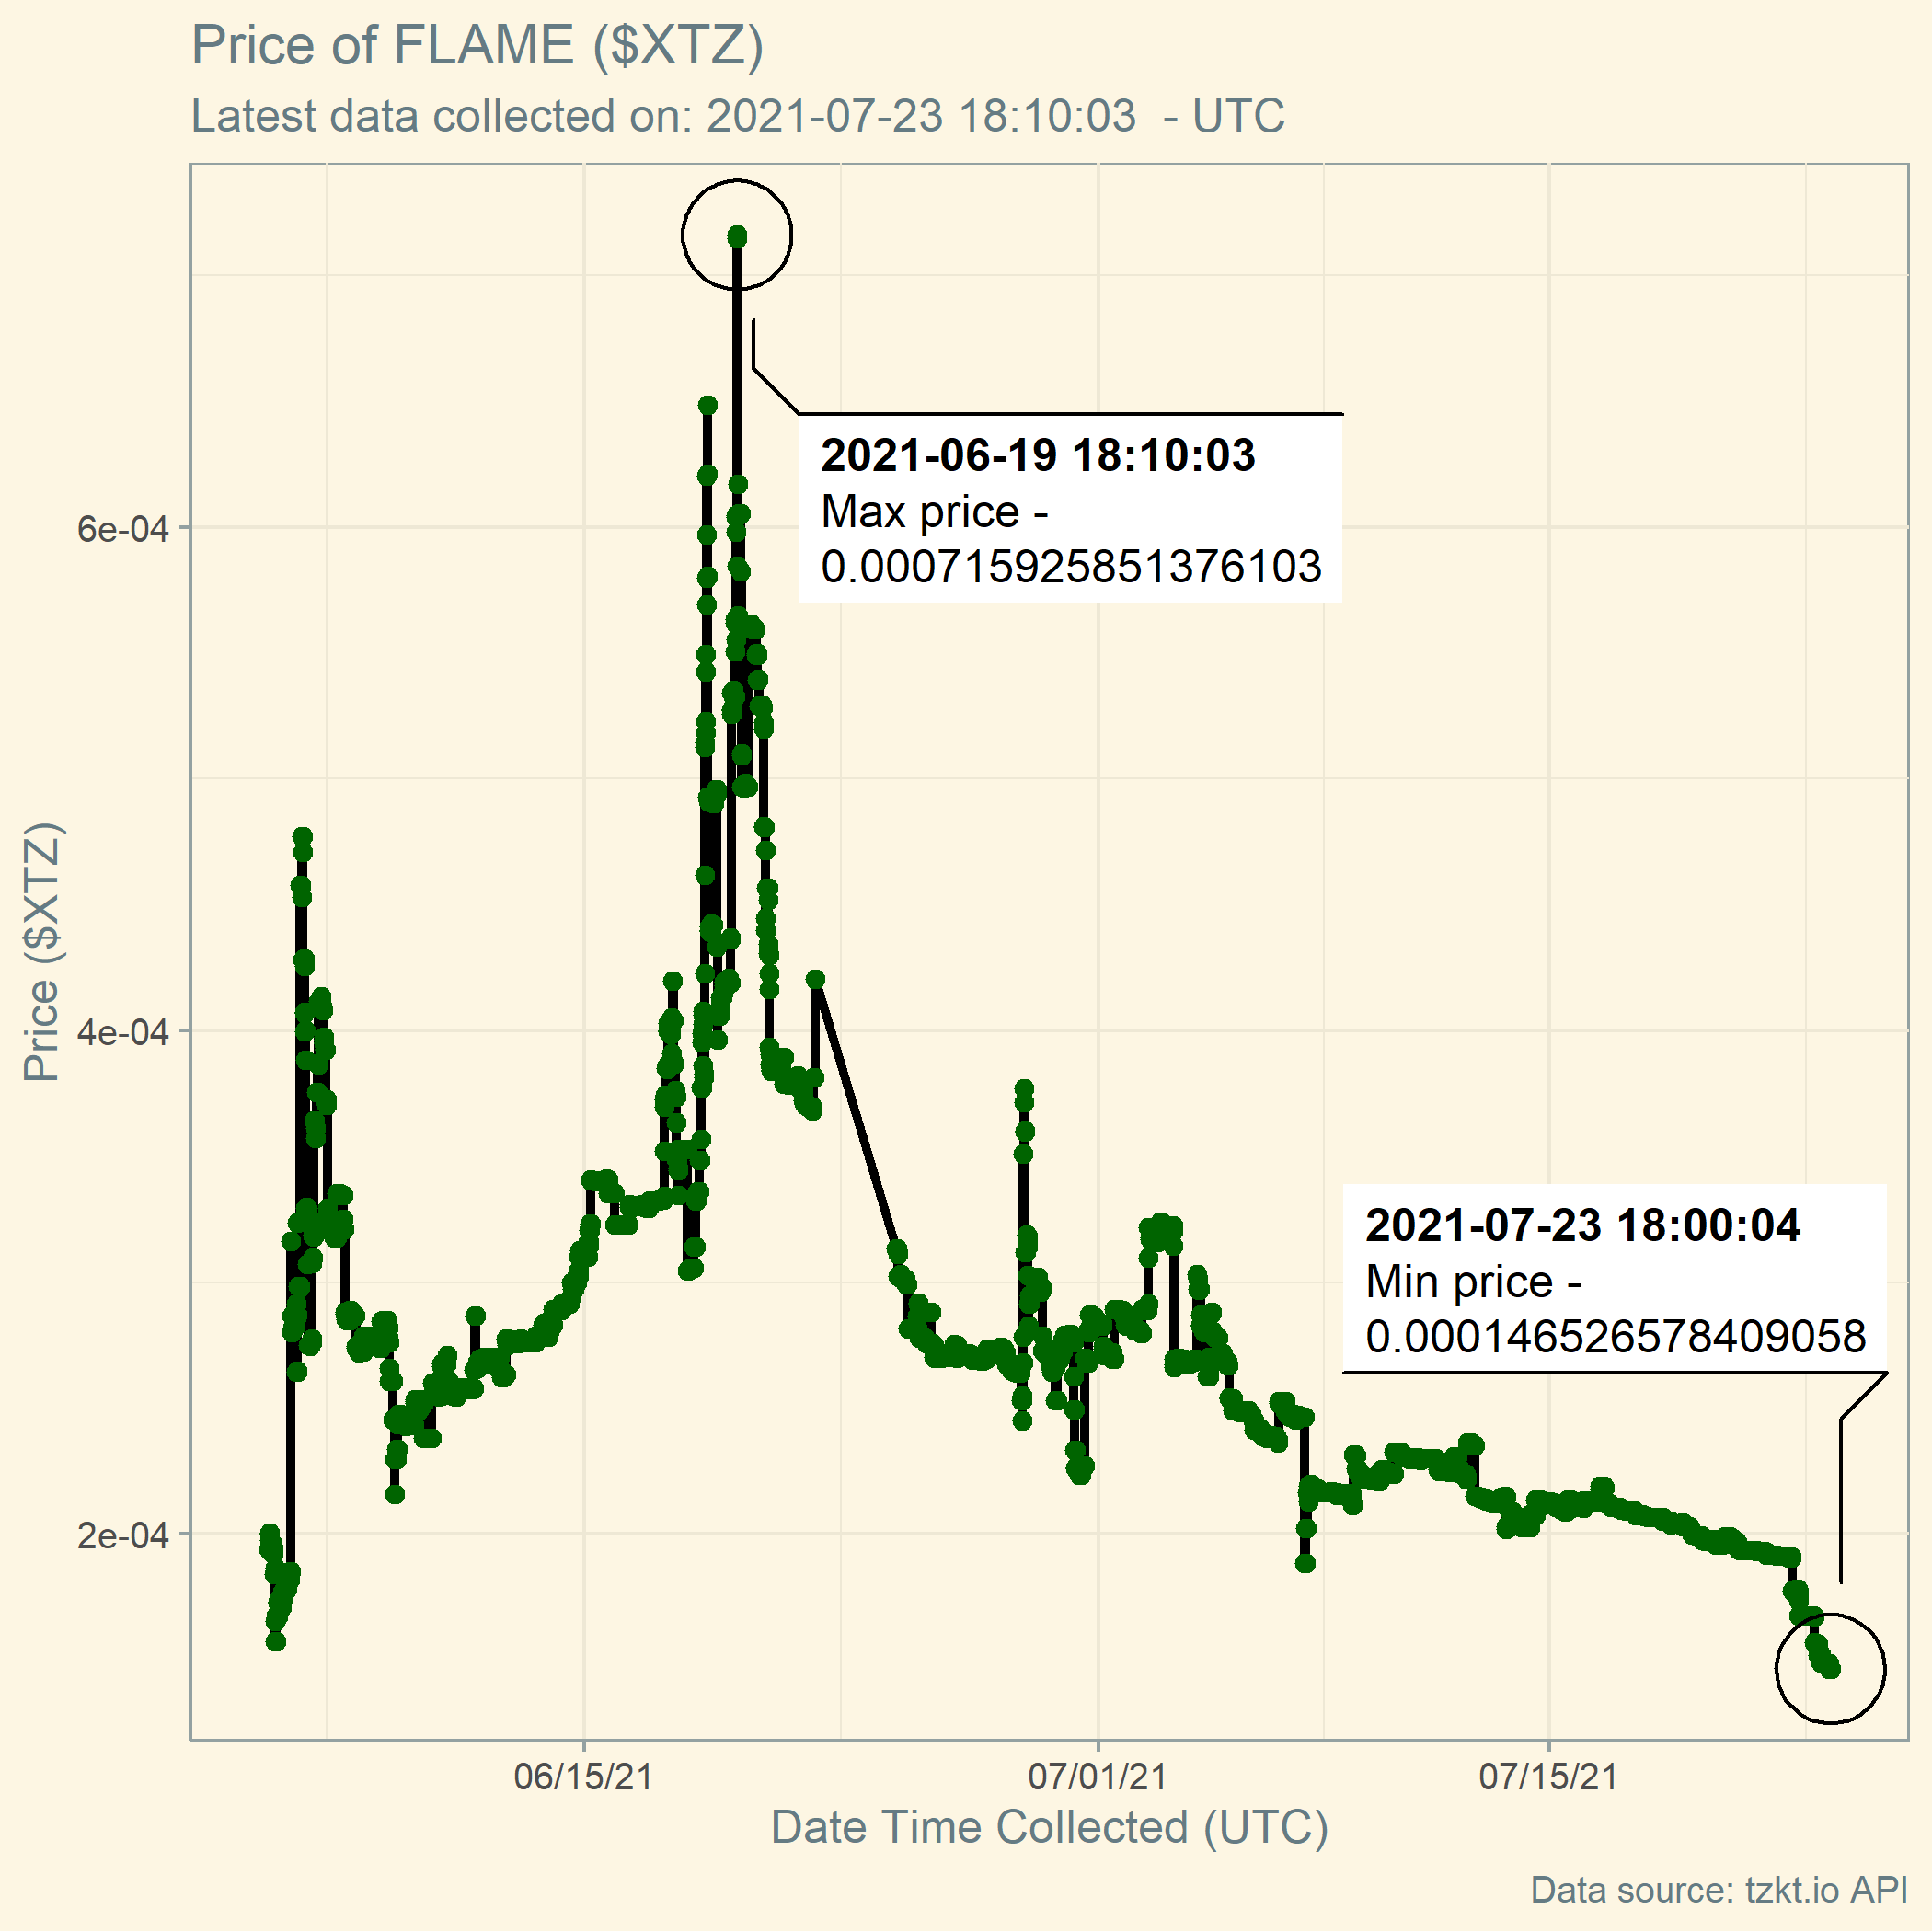 Price of FLAME ($XTZ)
Latest data collected on: 2021-07-23 18:10:03  - UTC
2021-06-19 18:10:03
Max price -
0.000715925851376103
6e-04
Price ($XTZ)
4e-04
2021-07-23 18:00:04
Min price -
0.000146526578409058
2e-04
06/15/21
07/01/21
07/15/21
Date Time Collected (UTC)
Data source: tzkt.io API